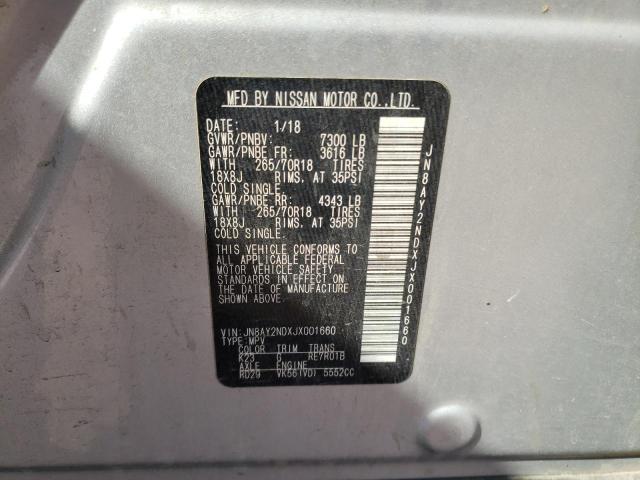 MFD BY NISSAN MOTOR CO.,LTD.
DATE: 1/18
GVWR/PNBV: 7300 LB
GAWR/PNBE FR: 3616 LB
WITH 265/70R18 TIRES
18X8J RIMS. AT 35PSI
COLD SINGLE.
GAWR/PNBE RR: 4343 LB
WITH 265/70R18 TIRES
18X8J RIMS. AT 35PSI
COLD SINGLE.
THIS VEHICLE CONFORMS TO
ALL APPLICABLE FEDERAL
MOTOR VEHICLE SAFETY
STANDARDS IN EFFECT ON
THE DATE OF MANUFACTURE
SHOWN ABOVE.
VIN: JN8AY2NDXJX001660
TYPE: MPV
COLOR TRIM TRANS
K23 G RE7R01B
AXLE ENGINE
RD29 VK56(VD) 5552CC
JN8AY2NDXJX001660